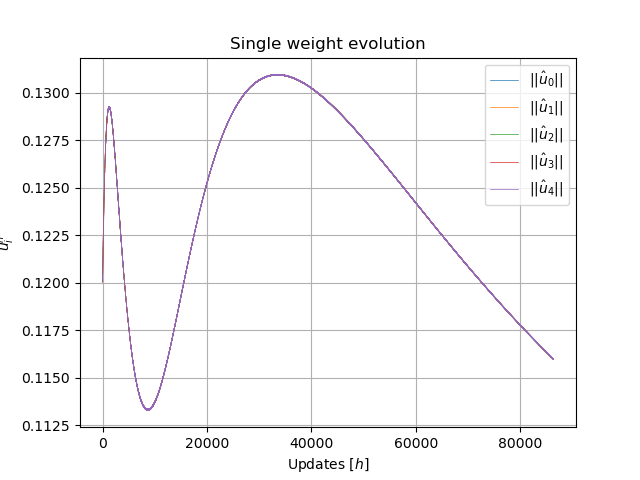 Single weight evolution
0.1300
0.1275
0.1250
0.1225
0.1200
0.1175
0.1150
0.1125
||û₀||
||û₁||
||û₂||
||û₃||
||û₄||
0
20000
40000
60000
80000
Updates [h]